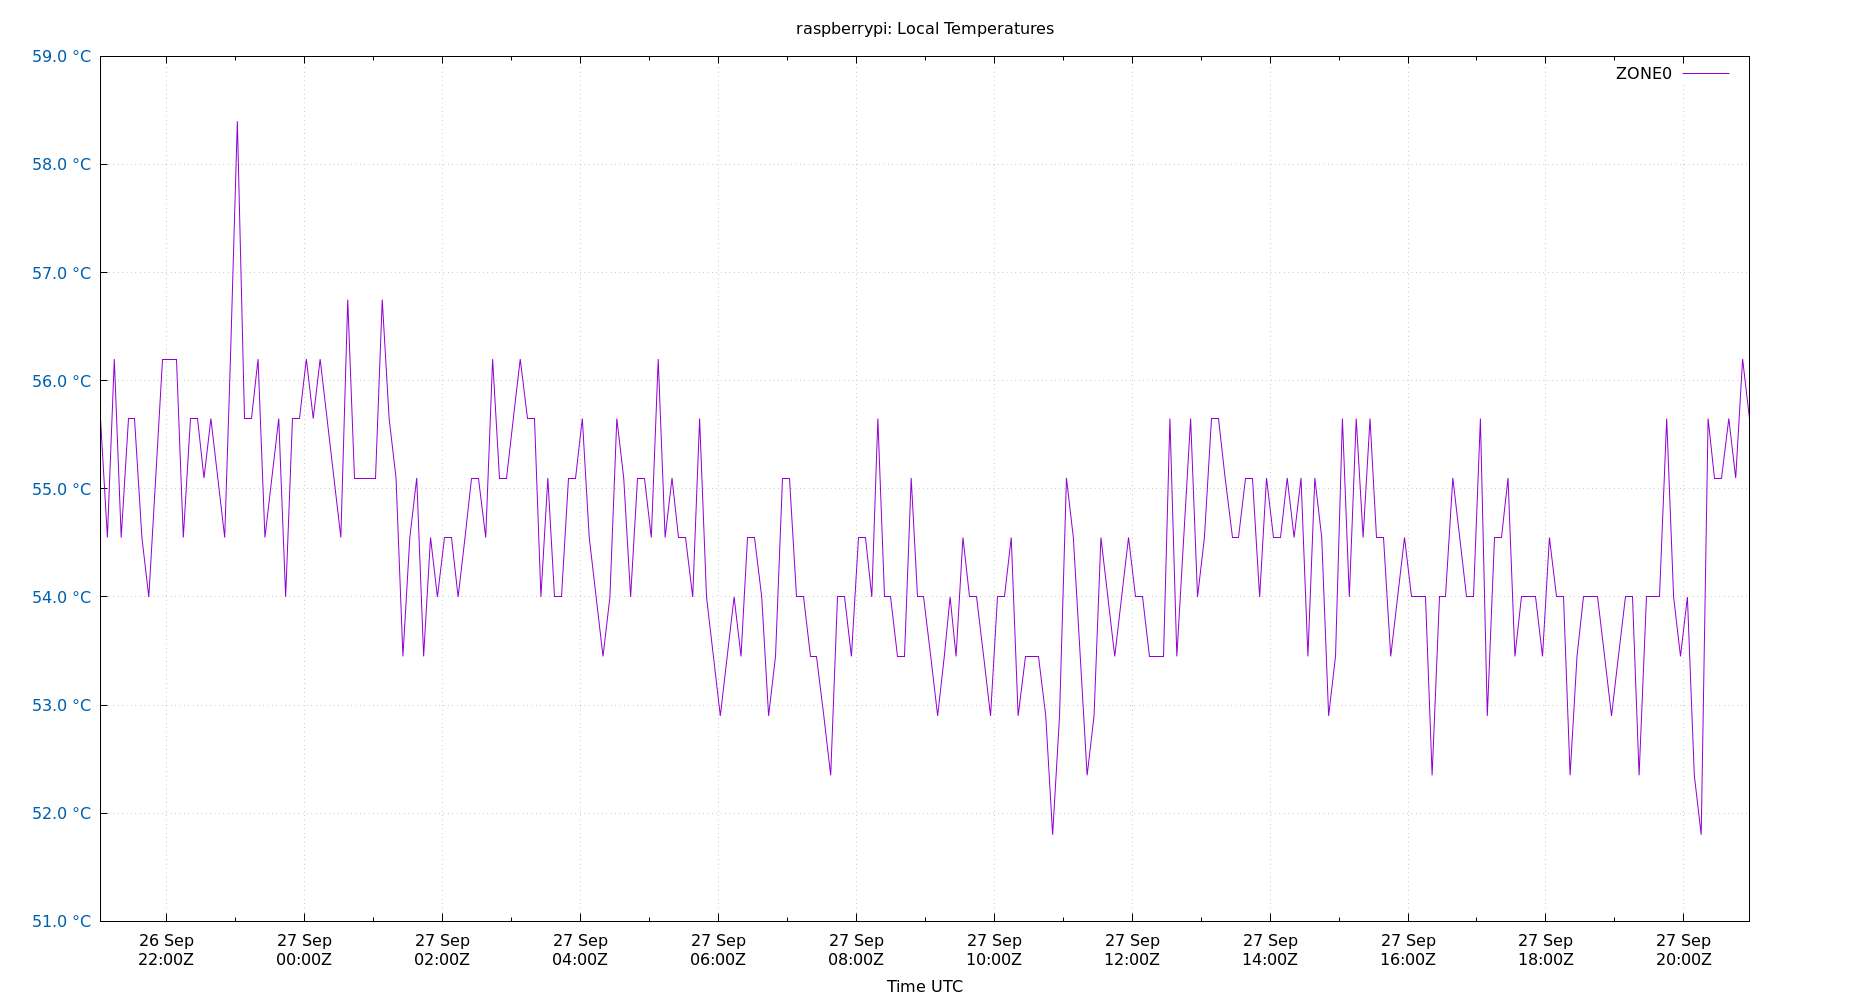 raspberrypi: Local Temperatures
59.0 °C
ZONE0
58.0 °C
57.0 °C
56.0 °C
55.0 °C
54.0 °C
53.0 °C
52.0 °C
51.0 °C
26 Sep 27 Sep 27 Sep 27 Sep 27 Sep 27 Sep 27 Sep 27 Sep 27 Sep 27 Sep 27 Sep 27 Sep
22:00Z 00:00Z 02:00Z 04:00Z 06:00Z 08:00Z 10:00Z 12:00Z 14:00Z 16:00Z 18:00Z 20:00Z
Time UTC